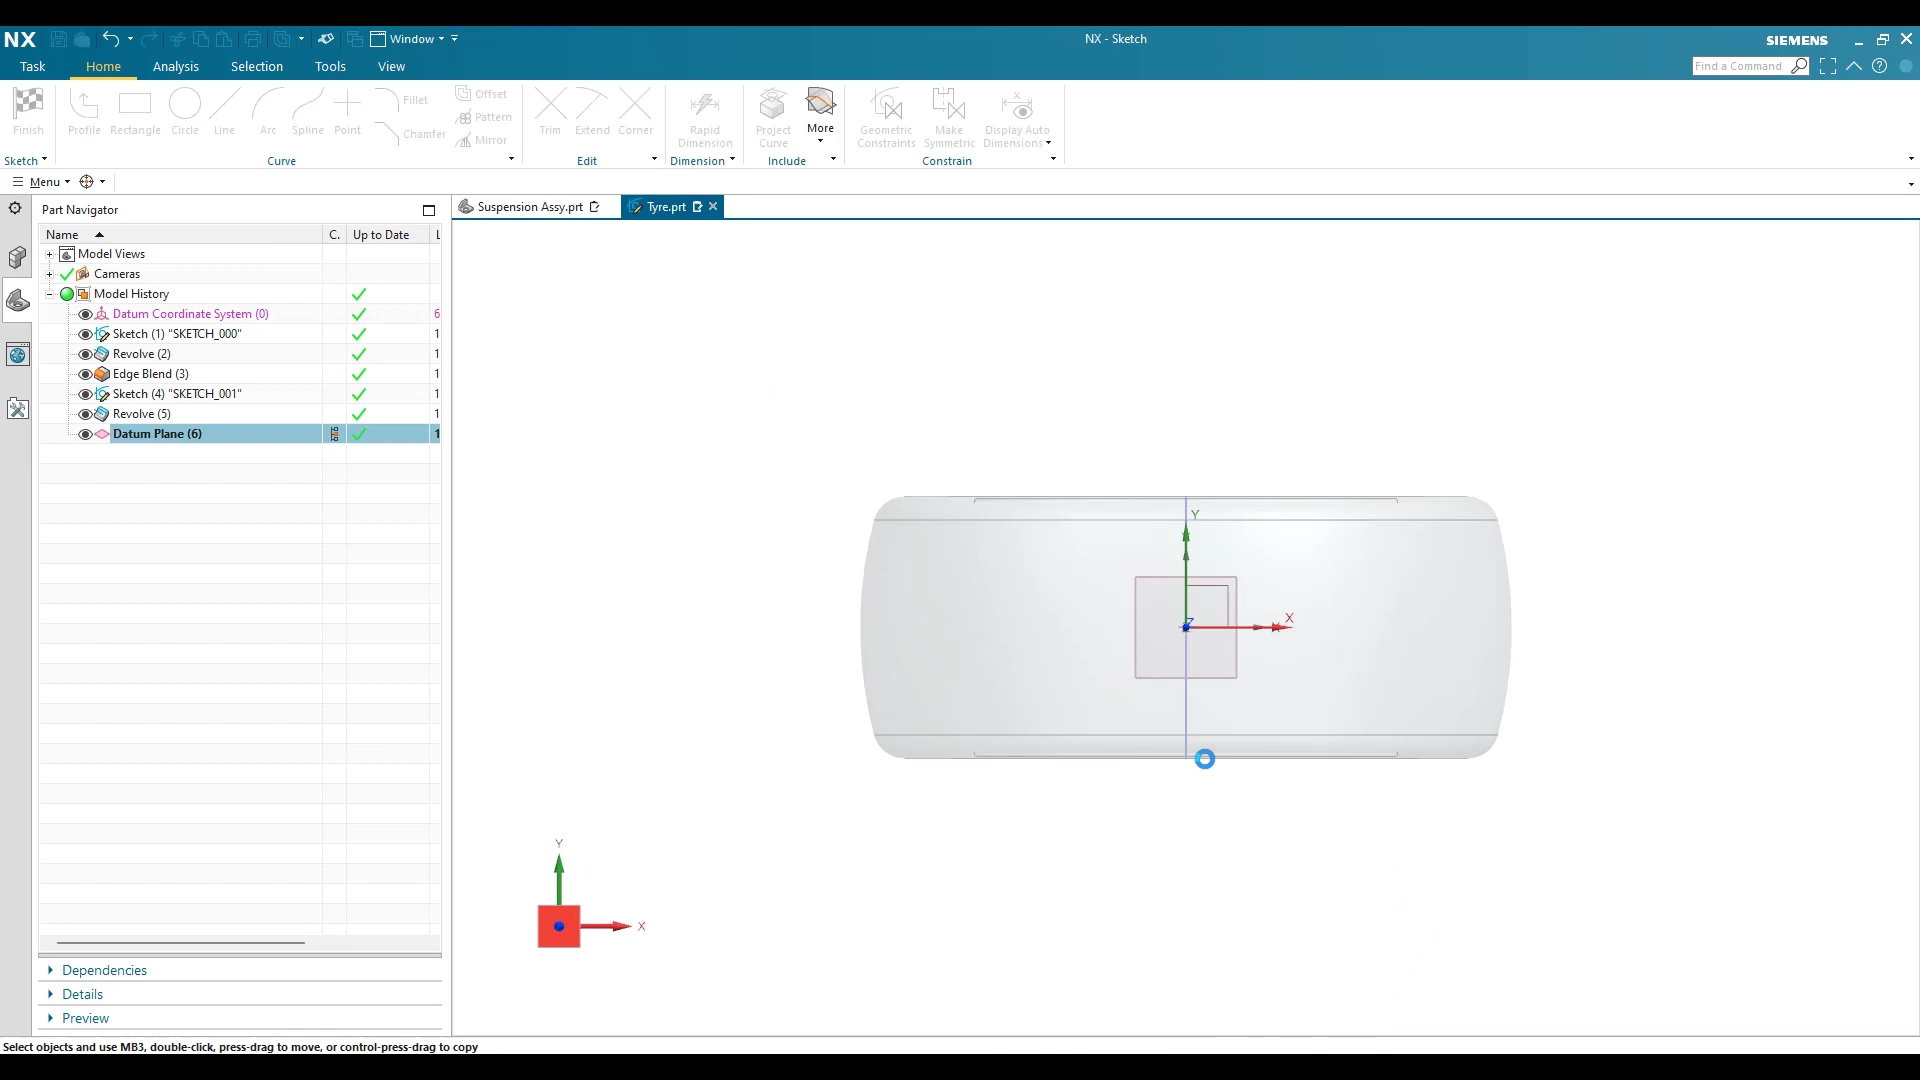 NX
Window
NX - Sketch
SIEMENS
Task
Home
Analysis
Selection
Tools
View
Find a Command
Finish
Profile
Rectangle
Circle
Line
Arc
Spline
Point
Fillet
Chamfer
Offset
Pattern
Mirror
Trim
Extend
Corner
Rapid
Dimension
Project
Curve
More
Geometric
Constraints
Make
Symmetric
Display Auto
Dimensions
Sketch
Curve
Edit
Dimension
Include
Constrain
Menu
Part Navigator
Suspension Assy.prt
Tyre.prt
Name
C.
Up to Date
L
Model Views
Cameras
Model History
Datum Coordinate System (0)
6
Sketch (1) "SKETCH_000"
1
Revolve (2)
1
Edge Blend (3)
1
Sketch (4) "SKETCH_001"
1
Revolve (5)
1
Datum Plane (6)
1
Y
Z
X
Y
X
Dependencies
Details
Preview
Select objects and use MB3, double-click, press-drag to move, or control-press-drag to copy